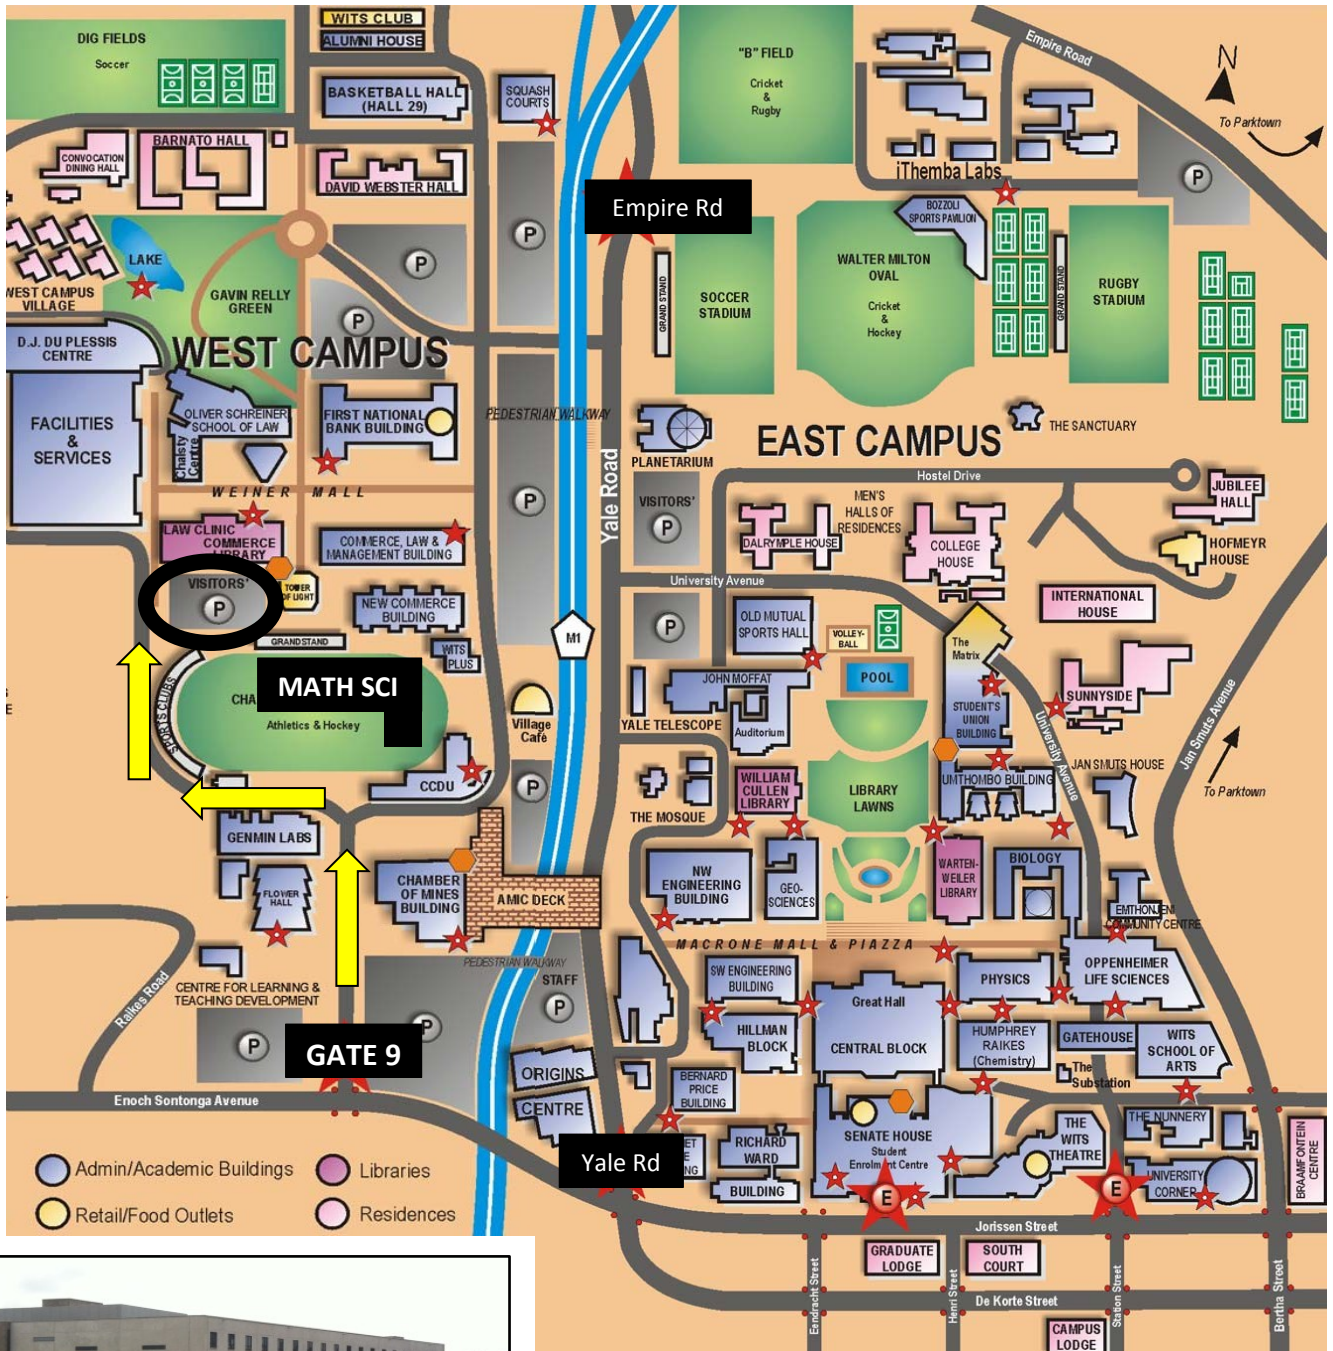 WITS CLUB
ALUMNI HOUSE
DIG FIELDS
Soccer
BASKETBALL HALL
(HALL 29)
SQUASH
COURTS
"B" FIELD
Cricket
&
Rugby
Empire Road
N
To Parktown
CONVOCATION
DINING HALL
BARNATO HALL
DAVID WEBSTER HALL
iThemba Labs
P
BOZZOLI
SPORTS PAVILION
Empire Rd
P
P
P
LAKE
WEST CAMPUS
VILLAGE
GAVIN RELLY
GREEN
GRAND STAND
SOCCER
STADIUM
WALTER MILTON
OVAL
Cricket
&
Hockey
GRAND STAND
RUGBY
STADIUM
D.J. DU PLESSIS
CENTRE
WEST CAMPUS
FACILITIES
&
SERVICES
OLIVER SCHREINER
SCHOOL OF LAW
Chalsty
Centre
FIRST NATIONAL
BANK BUILDING
PEDESTRIAN WALKWAY
PLANETARIUM
EAST CAMPUS
THE SANCTUARY
WEINER MALL
P
Yale Road
VISITORS'
P
Hostel Drive
MEN'S
HALLS OF
RESIDENCES
DALRYMPLE HOUSE
COLLEGE
HOUSE
JUBILEE
HALL
HOFMEYR
HOUSE
LAW CLINIC
COMMERCE
LIBRARY
COMMERCE, LAW &
MANAGEMENT BUILDING
VISITORS'
P
TOWER
OF LIGHT
NEW COMMERCE
BUILDING
GRANDSTAND
WITS
PLUS
University Avenue
INTERNATIONAL
HOUSE
P
M1
OLD MUTUAL
SPORTS HALL
VOLLEY-
BALL
The
Matrix
SPORTS CLUBS
MATH SCI
Athletics & Hockey
JOHN MOFFAT
POOL
SUNNYSIDE
Village
Cafè
YALE TELESCOPE
Auditorium
STUDENT'S
UNION
BUILDING
University Avenue
Jan Smuts Avenue
CCDU
P
THE MOSQUE
WILLIAM
CULLEN
LIBRARY
LIBRARY
LAWNS
UMTHOMBO BUILDING
JAN SMUTS HOUSE
To Parktown
GENMIN LABS
FLOWER
HALL
CHAMBER
OF MINES
BUILDING
AMIC DECK
NW
ENGINEERING
BUILDING
GEO-
SCIENCES
WARTEN-
WEILER
LIBRARY
BIOLOGY
EMTHONJENI
COMMUNITY CENTRE
MACRONE MALL & PIAZZA
PEDESTRIAN WALKWAY
Raikes Road
CENTRE FOR LEARNING &
TEACHING DEVELOPMENT
STAFF
P
SW ENGINEERING
BUILDING
Great Hall
PHYSICS
OPPENHEIMER
LIFE SCIENCES
P
P
GATE 9
HILLMAN
BLOCK
CENTRAL BLOCK
HUMPHREY
RAIKES
(Chemistry)
GATEHOUSE
WITS
SCHOOL OF
ARTS
The
Substation
ORIGINS
CENTRE
BERNARD
PRICE
BUILDING
Enoch Sontonga Avenue
Yale Rd
RICHARD
WARD
BUILDING
SENATE HOUSE
Student
Enrolment Centre
THE
WITS
THEATRE
THE NUNNERY
UNIVERSITY
CORNER
BRAAMFONTEIN
CENTRE
Admin/Academic Buildings
Libraries
Retail/Food Outlets
Residences
E
E
Jorissen Street
GRADUATE
LODGE
SOUTH
COURT
Eendracht Street
Henri Street
Station Street
Bertha Street
De Korte Street
CAMPUS
LODGE